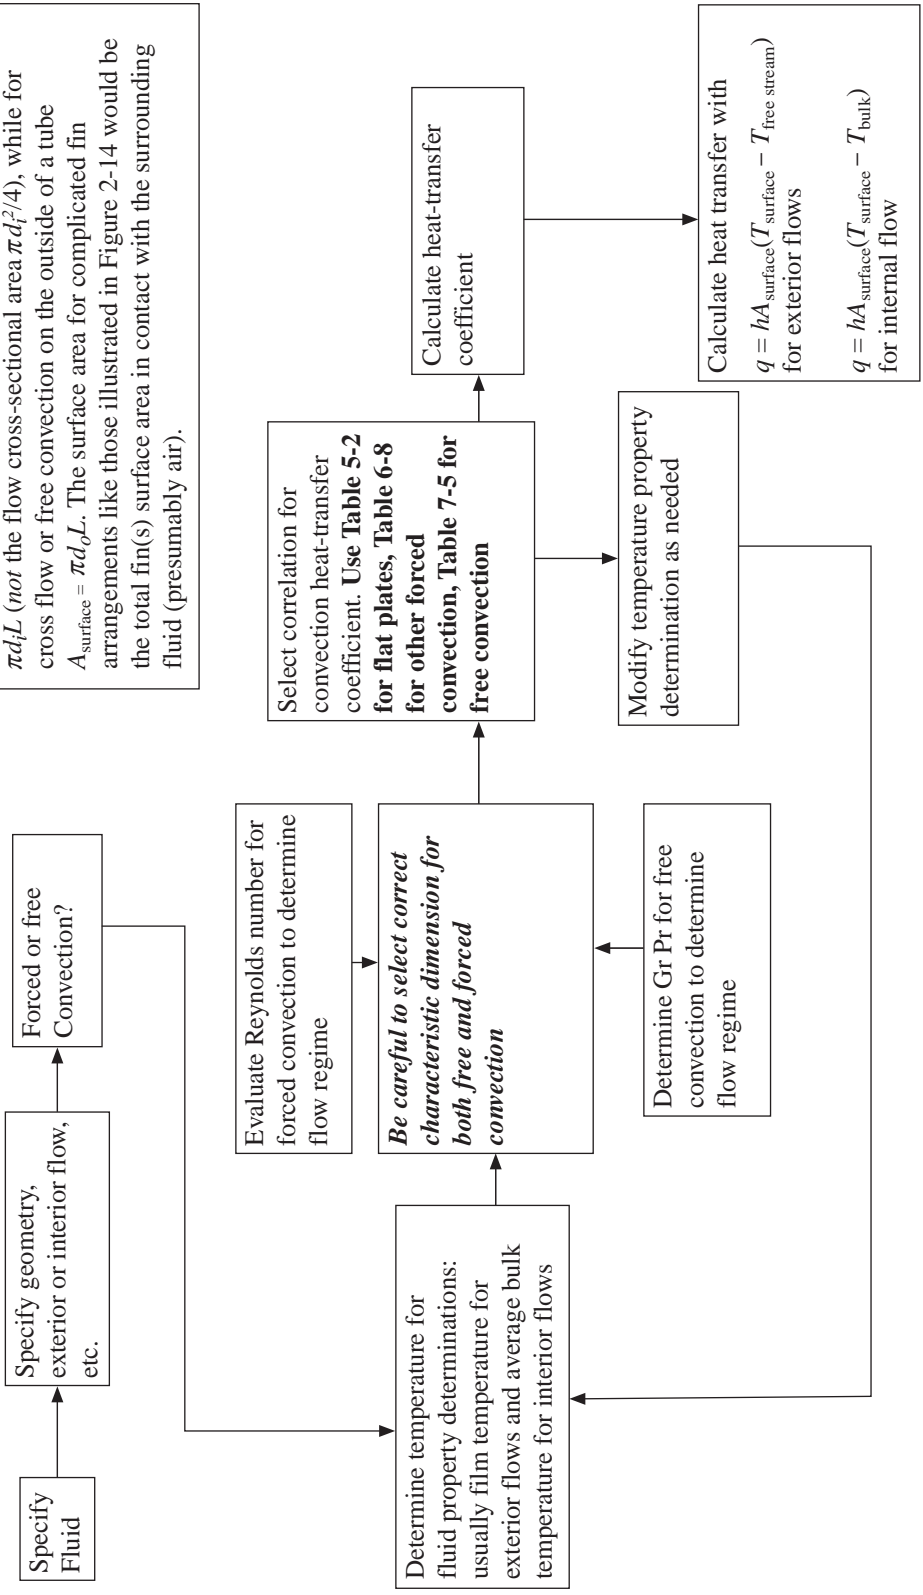 Specify
Fluid
Specify geometry,
exterior or interior flow,
etc.
Forced or free
Convection?
πdᵢL (not the flow cross-sectional area πdᵢ²/4), while for
cross flow or free convection on the outside of a tube
A_surface = πdₒL. The surface area for complicated fin
arrangements like those illustrated in Figure 2-14 would be
the total fin(s) surface area in contact with the surrounding
fluid (presumably air).
Determine temperature for
fluid property determinations:
usually film temperature for
exterior flows and average bulk
temperature for interior flows
Evaluate Reynolds number for
forced convection to determine
flow regime
Be careful to select correct
characteristic dimension for
both free and forced
convection
Determine Gr Pr for free
convection to determine
flow regime
Select correlation for
convection heat-transfer
coefficient. Use Table 5-2
for flat plates, Table 6-8
for other forced
convection, Table 7-5 for
free convection
Modify temperature property
determination as needed
Calculate heat-transfer
coefficient
Calculate heat transfer with
q = hA_surface(T_surface − T_free stream)
for exterior flows
q = hA_surface(T_surface − T_bulk)
for internal flow